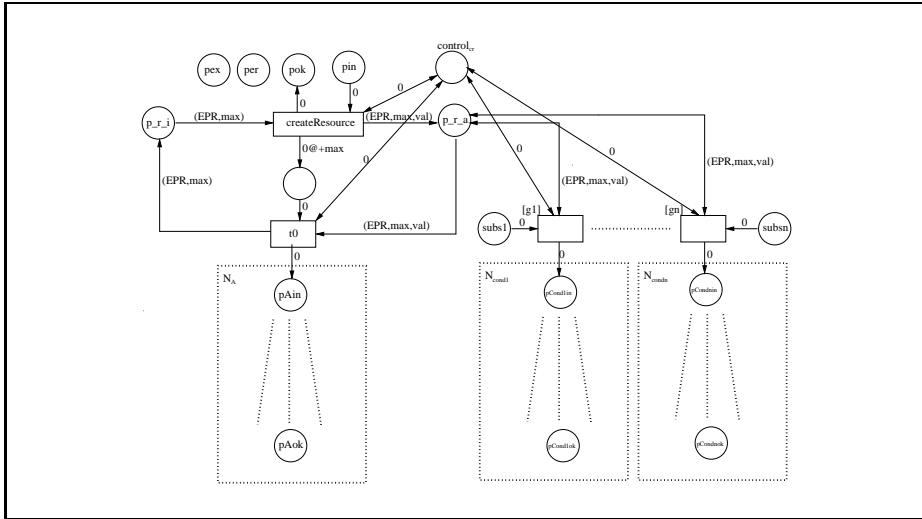 control_cr
pex
per
pok
pin
0
0
0
0
0
p_r_i
(EPR,max)
createResource
(EPR,max,val)
p_r_a
0@+max
0
0
0
(EPR,max,val)
(EPR,max,val)
(EPR,max)
0
[g1]
[gn]
t0
(EPR,max,val)
subs1
0
0
subsn
0
0
0
N_A
N_cond1
N_condn
pAin
pCond1in
pCondnin
pAok
pCond1ok
pCondnok